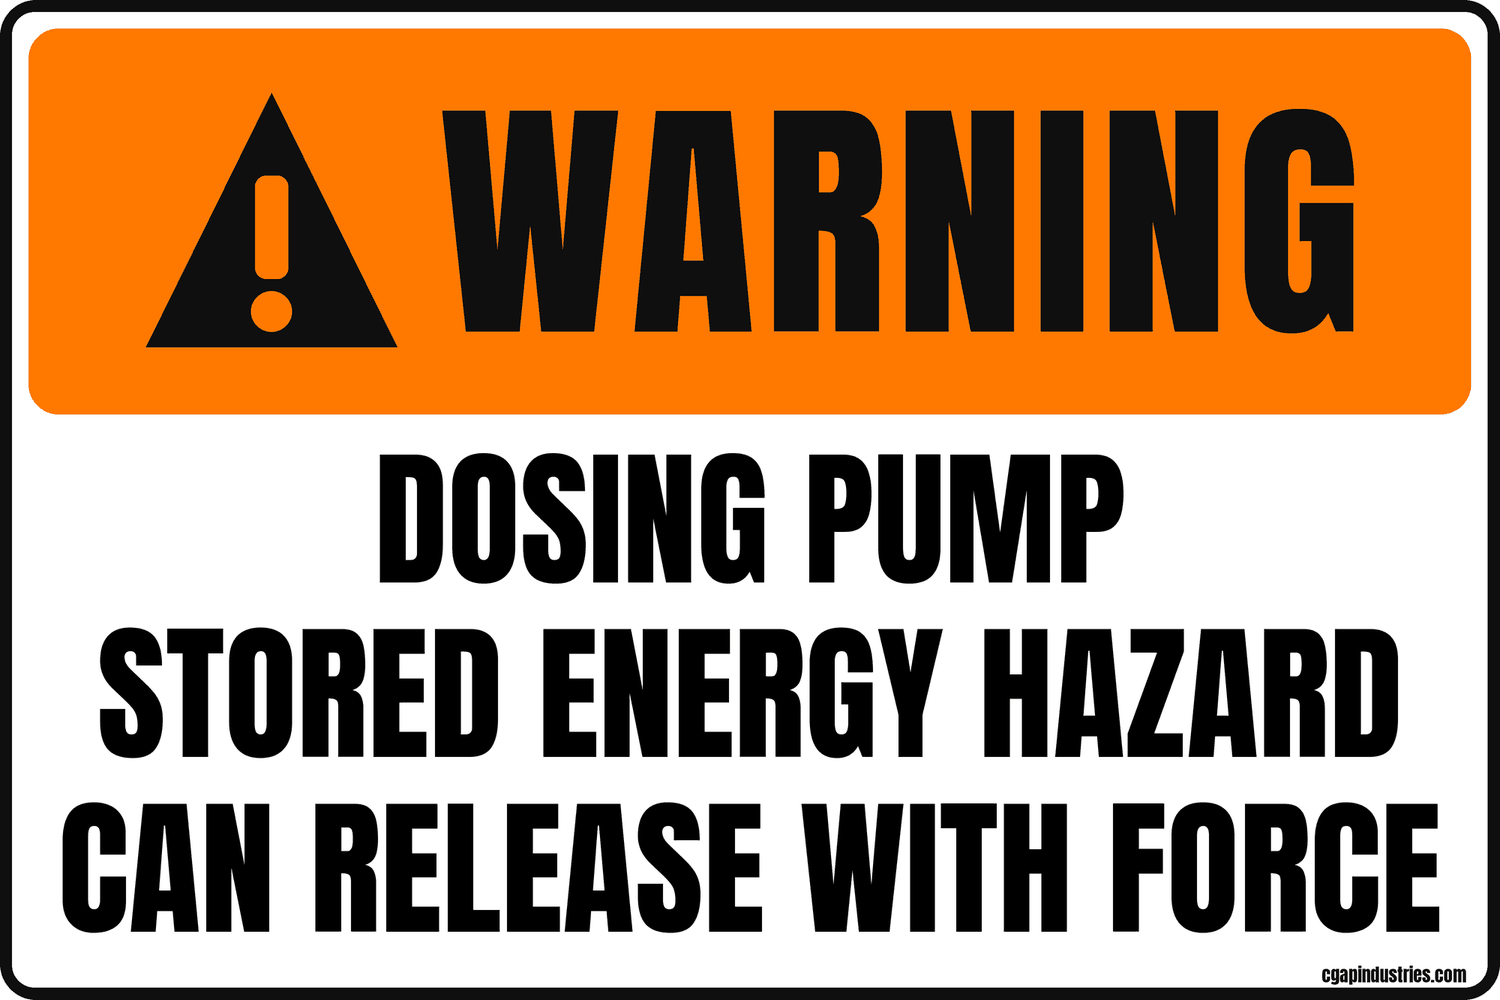 WARNING
DOSING PUMP
STORED ENERGY HAZARD
CAN RELEASE WITH FORCE
cgapindustries.com